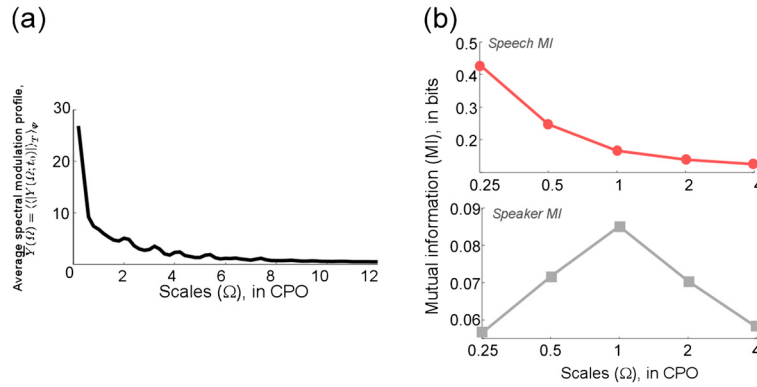 (a)
Average spectral modulation profile,
Y̅(Ω) = ⟨⟨|Y(Ω; t₀)|⟩_T⟩_φ
30
20
10
0 2 4 6 8 10 12
Scales (Ω), in CPO
(b)
Mutual information (MI), in bits
Speech MI
0.5
0.4
0.3
0.2
0.25 0.5 1 2 4
Speaker MI
0.09
0.08
0.07
0.06
0.25 0.5 1 2 4
Scales (Ω), in CPO